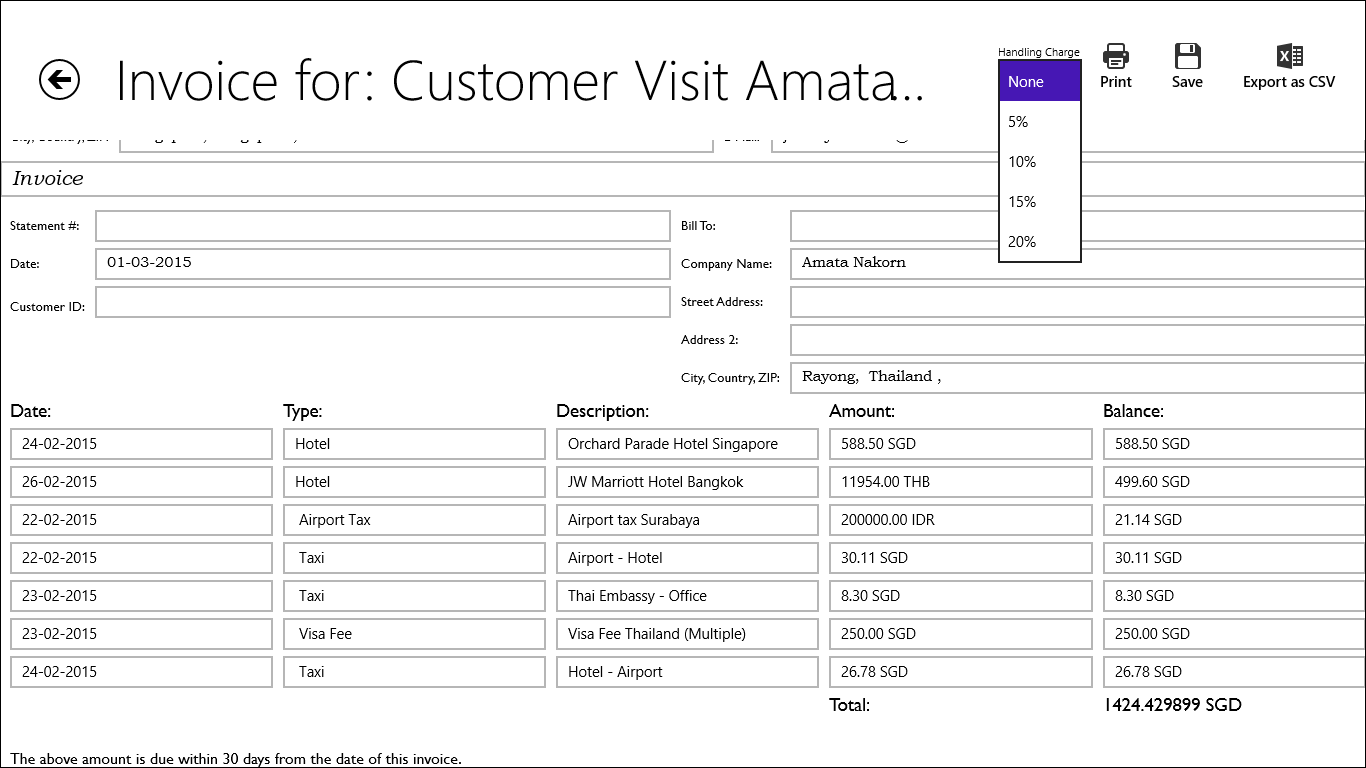 Invoice for: Customer Visit Amata...
Handling Charge
None
5%
10%
15%
20%
Print
Save
Export as CSV
Invoice
Statement #:
Bill To:
Date: 01-03-2015
Company Name: Amata Nakorn
Customer ID:
Street Address:
Address 2:
City, Country, ZIP: Rayong,  Thailand ,
Date: Type: Description: Amount: Balance:
24-02-2015 Hotel Orchard Parade Hotel Singapore 588.50 SGD 588.50 SGD
26-02-2015 Hotel JW Marriott Hotel Bangkok 11954.00 THB 499.60 SGD
22-02-2015 Airport Tax Airport tax Surabaya 200000.00 IDR 21.14 SGD
22-02-2015 Taxi Airport - Hotel 30.11 SGD 30.11 SGD
23-02-2015 Taxi Thai Embassy - Office 8.30 SGD 8.30 SGD
23-02-2015 Visa Fee Visa Fee Thailand (Multiple) 250.00 SGD 250.00 SGD
24-02-2015 Taxi Hotel - Airport 26.78 SGD 26.78 SGD
Total: 1424.429899 SGD
The above amount is due within 30 days from the date of this invoice.